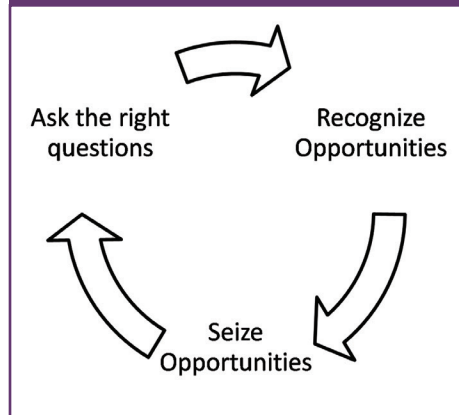 Ask the right
questions
Recognize
Opportunities
Seize
Opportunities